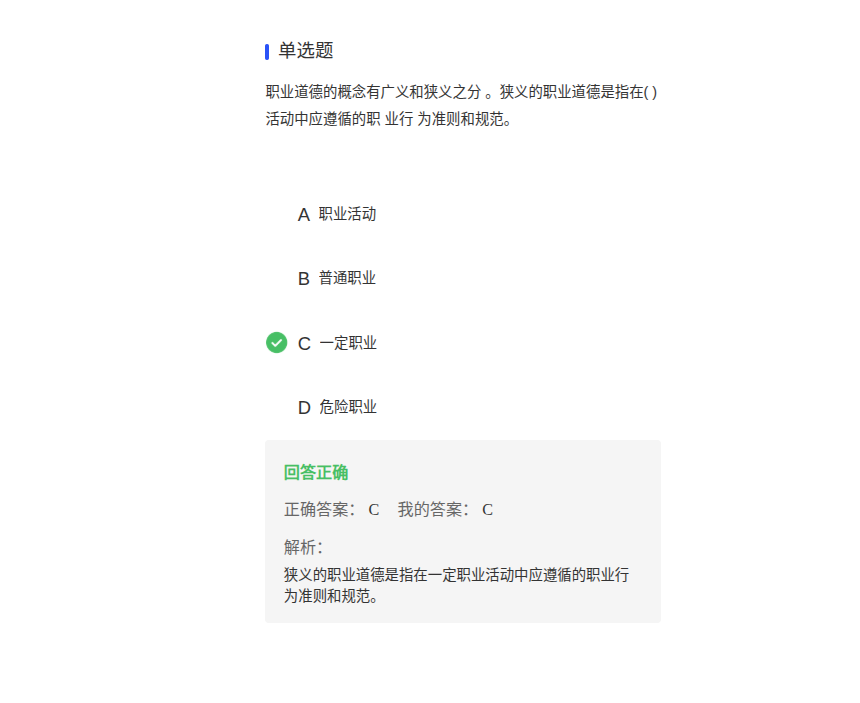 单选题
职业道德的概念有广义和狭义之分 。狭义的职业道德是指在( )
活动中应遵循的职 业行 为准则和规范。
A 职业活动
B 普通职业
C 一定职业
D 危险职业
回答正确
正确答案： C 我的答案： C
解析：
狭义的职业道德是指在一定职业活动中应遵循的职业行
为准则和规范。